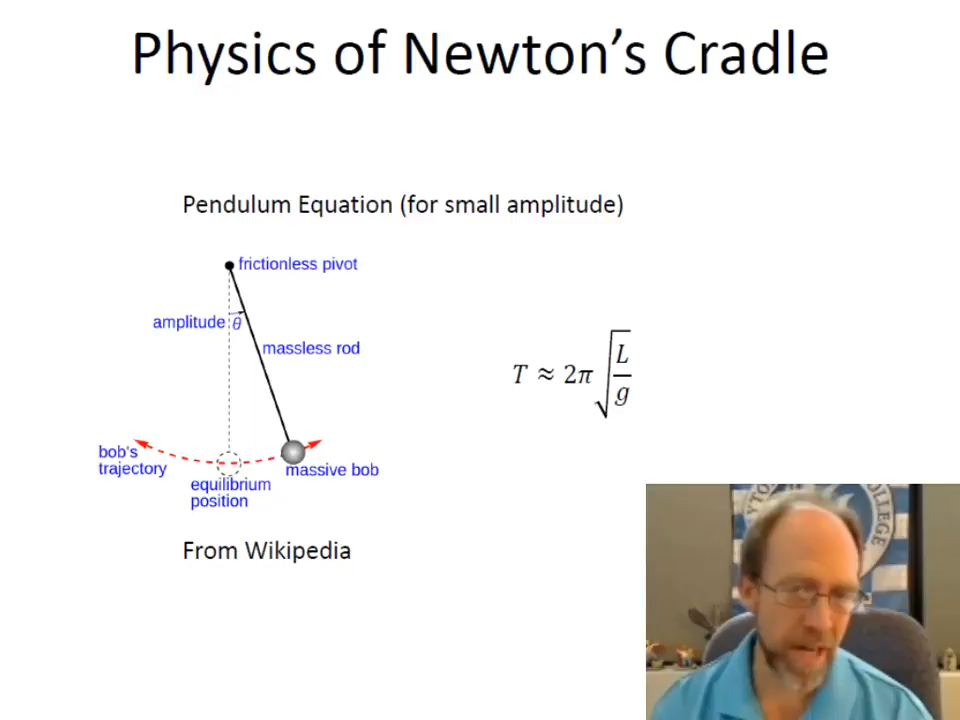 Physics of Newton's Cradle
Pendulum Equation (for small amplitude)
frictionless pivot
amplitude θ
massless rod
T ≈ 2π √(L/g)
bob's
trajectory
massive bob
equilibrium
position
From Wikipedia
LLEGE